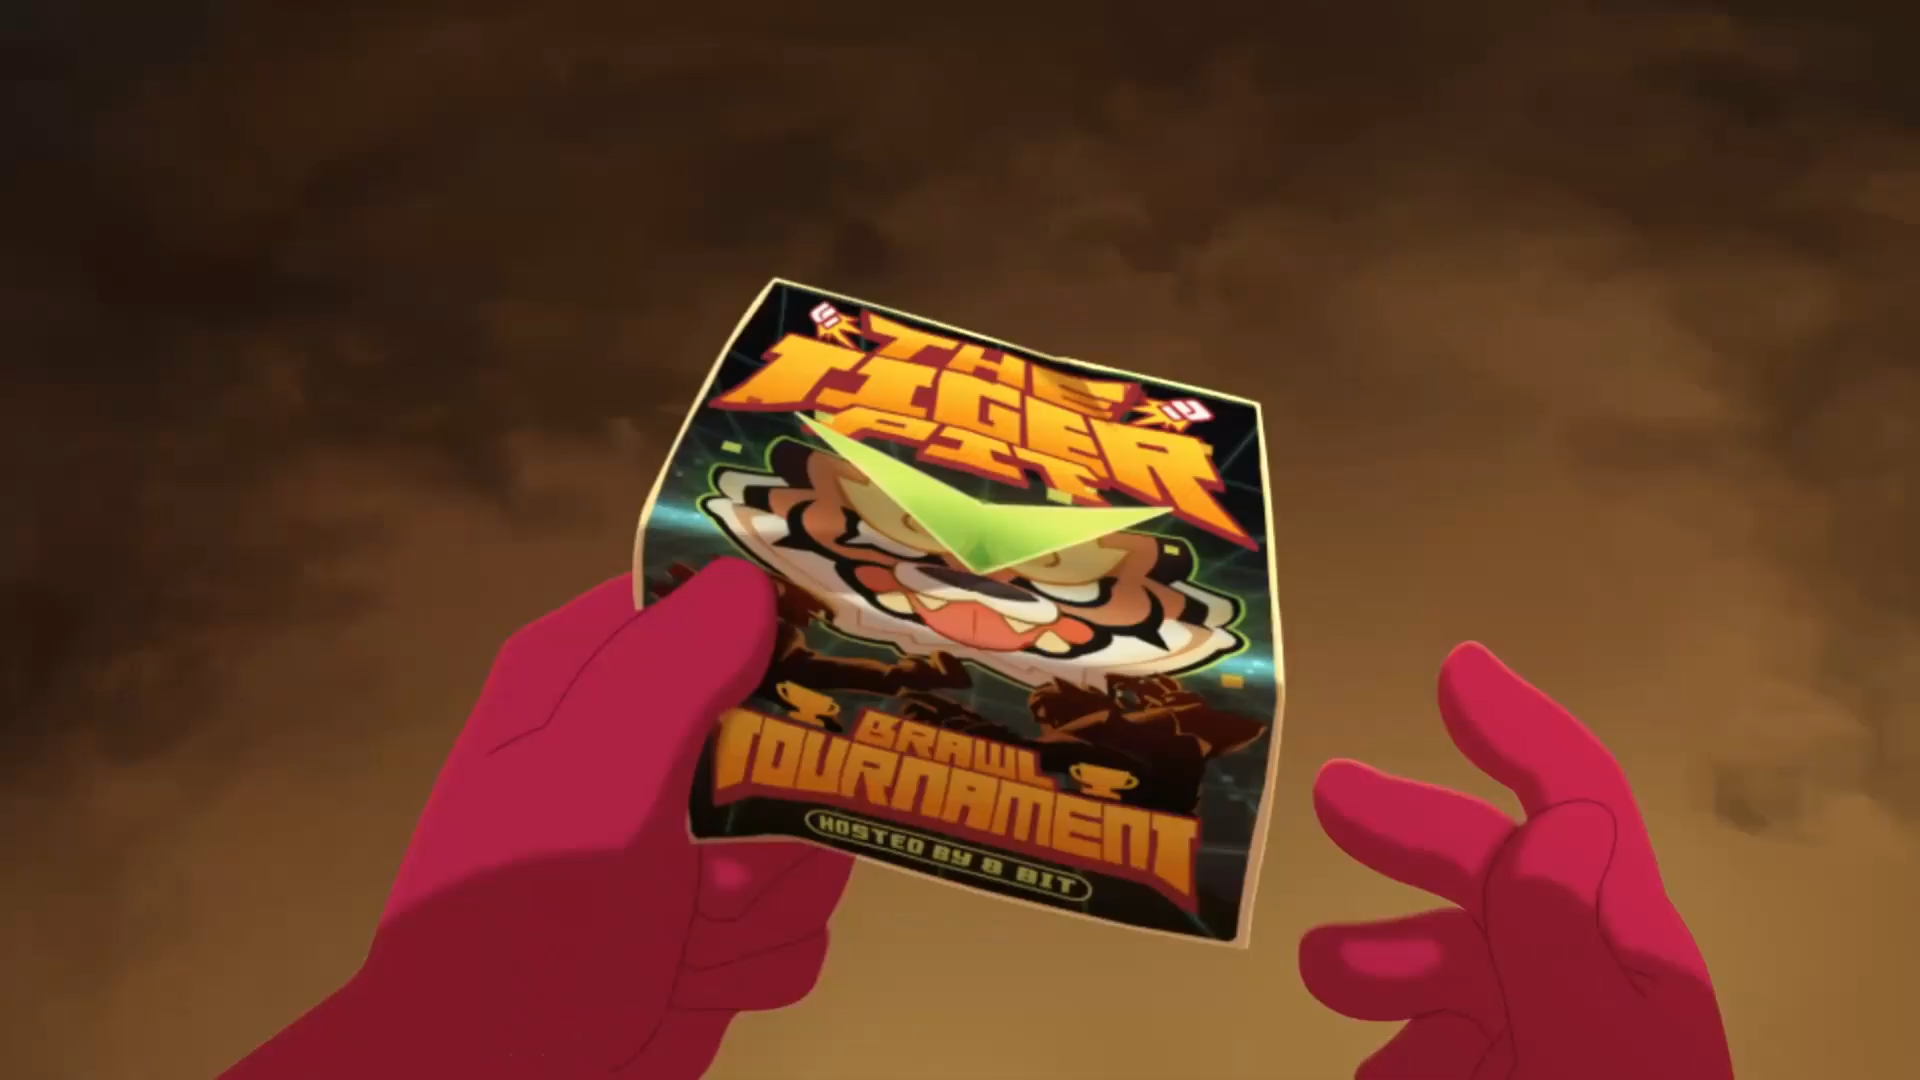 THE
TIGER
PIT
BRAWL
TOURNAMENT
HOSTED BY 8 BIT